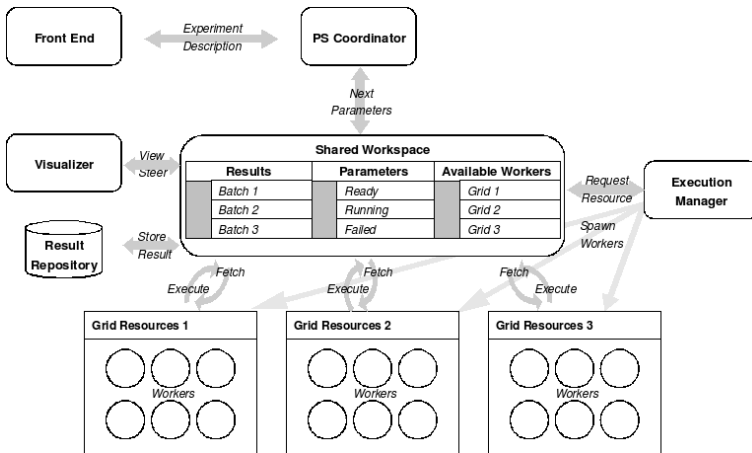 Front End
Experiment
Description
PS Coordinator
Next
Parameters
Shared Workspace
Visualizer
View
Steer
Results
Parameters
Available Workers
Batch 1
Ready
Grid 1
Batch 2
Running
Grid 2
Batch 3
Failed
Grid 3
Request
Resource
Execution
Manager
Result
Repository
Store
Result
Spawn
Workers
Fetch
Execute
Fetch
Execute
Fetch
Execute
Grid Resources 1
Workers
Grid Resources 2
Workers
Grid Resources 3
Workers